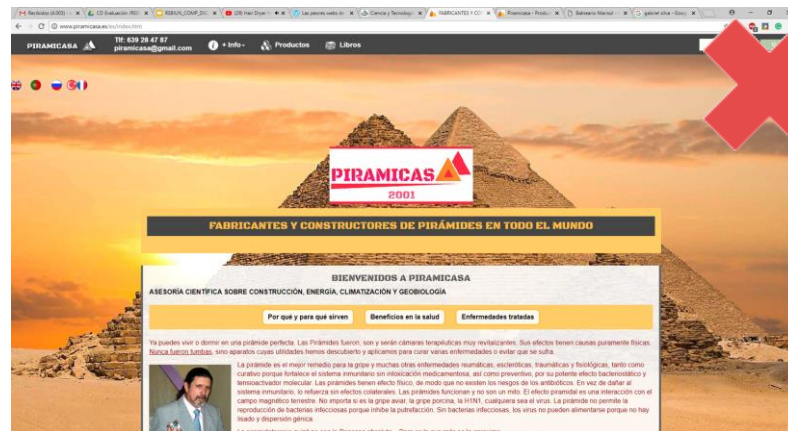 www.piramicasa.es/es/index.htm
PIRAMICASA
Tlf: 639 28 47 87
piramicasa@gmail.com
+ Info
Productos
Libros
PIRAMICASA
2001
FABRICANTES Y CONSTRUCTORES DE PIRÁMIDES EN TODO EL MUNDO
BIENVENIDOS A PIRAMICASA
ASESORÍA CIENTÍFICA SOBRE CONSTRUCCIÓN, ENERGÍA, CLIMATIZACIÓN Y GEOBIOLOGÍA
Por qué y para qué sirven
Beneficios en la salud
Enfermedades tratadas
Ya puedes vivir o dormir en una pirámide perfecta. Las Pirámides fueron, son y serán cámaras terapéuticas muy revitalizantes. Sus efectos tienen causas puramente físicas.
Nunca fueron tumbas, sino aparatos cuyas utilidades hemos descubierto y aplicamos para curar varias enfermedades o evitar que se sufra.
La pirámide es el mejor remedio para la gripe y muchas otras enfermedades reumáticas, escleróticas, traumáticas y fisiológicas, tanto como
curativo porque fortalece el sistema inmunitario sin intoxicación medicamentosa, así como preventivo, por su potente efecto bacteriostático y
tensioactivador molecular. Las pirámides tienen efecto físico, de modo que no existen los riesgos de los antibióticos. En vez de dañar al
sistema inmunitario, lo refuerza sin efectos colaterales. Las pirámides funcionan y no son un mito. El efecto piramidal es una interacción con el
campo magnético terrestre. No importa si es la gripe aviar, la gripe porcina, la H1N1, cualquiera sea el virus. La pirámide no permite la
reproducción de bacterias infecciosas porque inhibe la putrefacción. Sin bacterias infecciosas, los virus no pueden alimentarse porque no hay
lisado y dispersión génica.